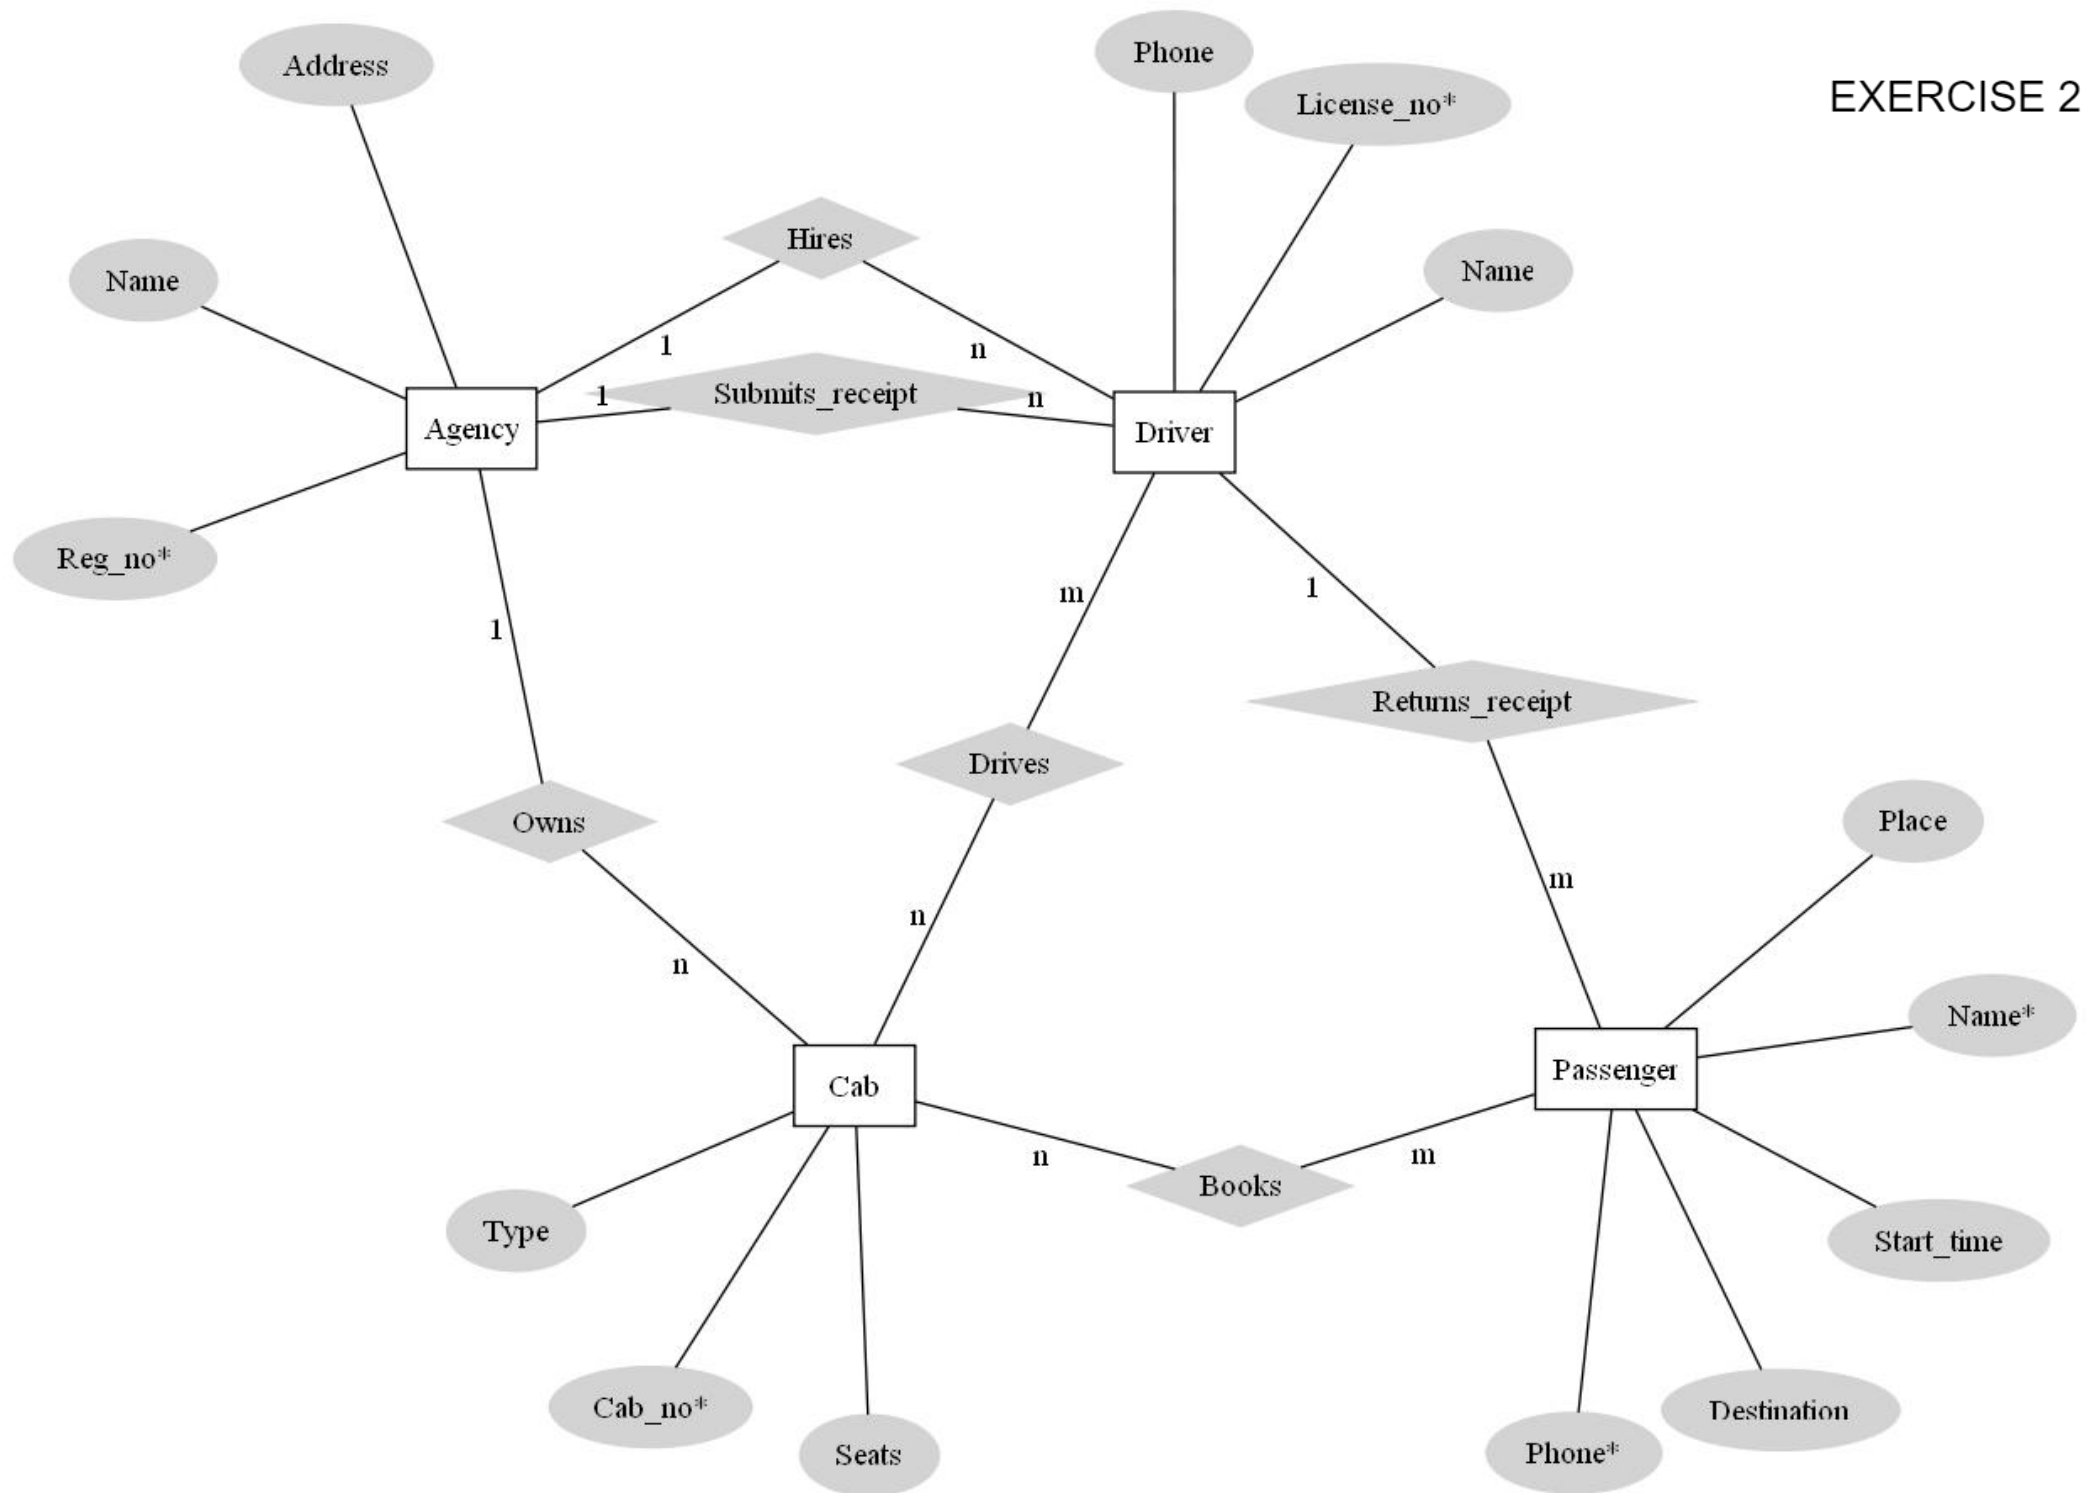 Address
Phone
License_no*
EXERCISE 2
Hires
Name
Name
1
n
1
Submits_receipt
n
Agency
Driver
Reg_no*
m
1
1
Returns_receipt
Drives
Owns
Place
m
n
n
Name*
Passenger
Cab
n
m
Books
Type
Start_time
Cab_no*
Destination
Seats
Phone*